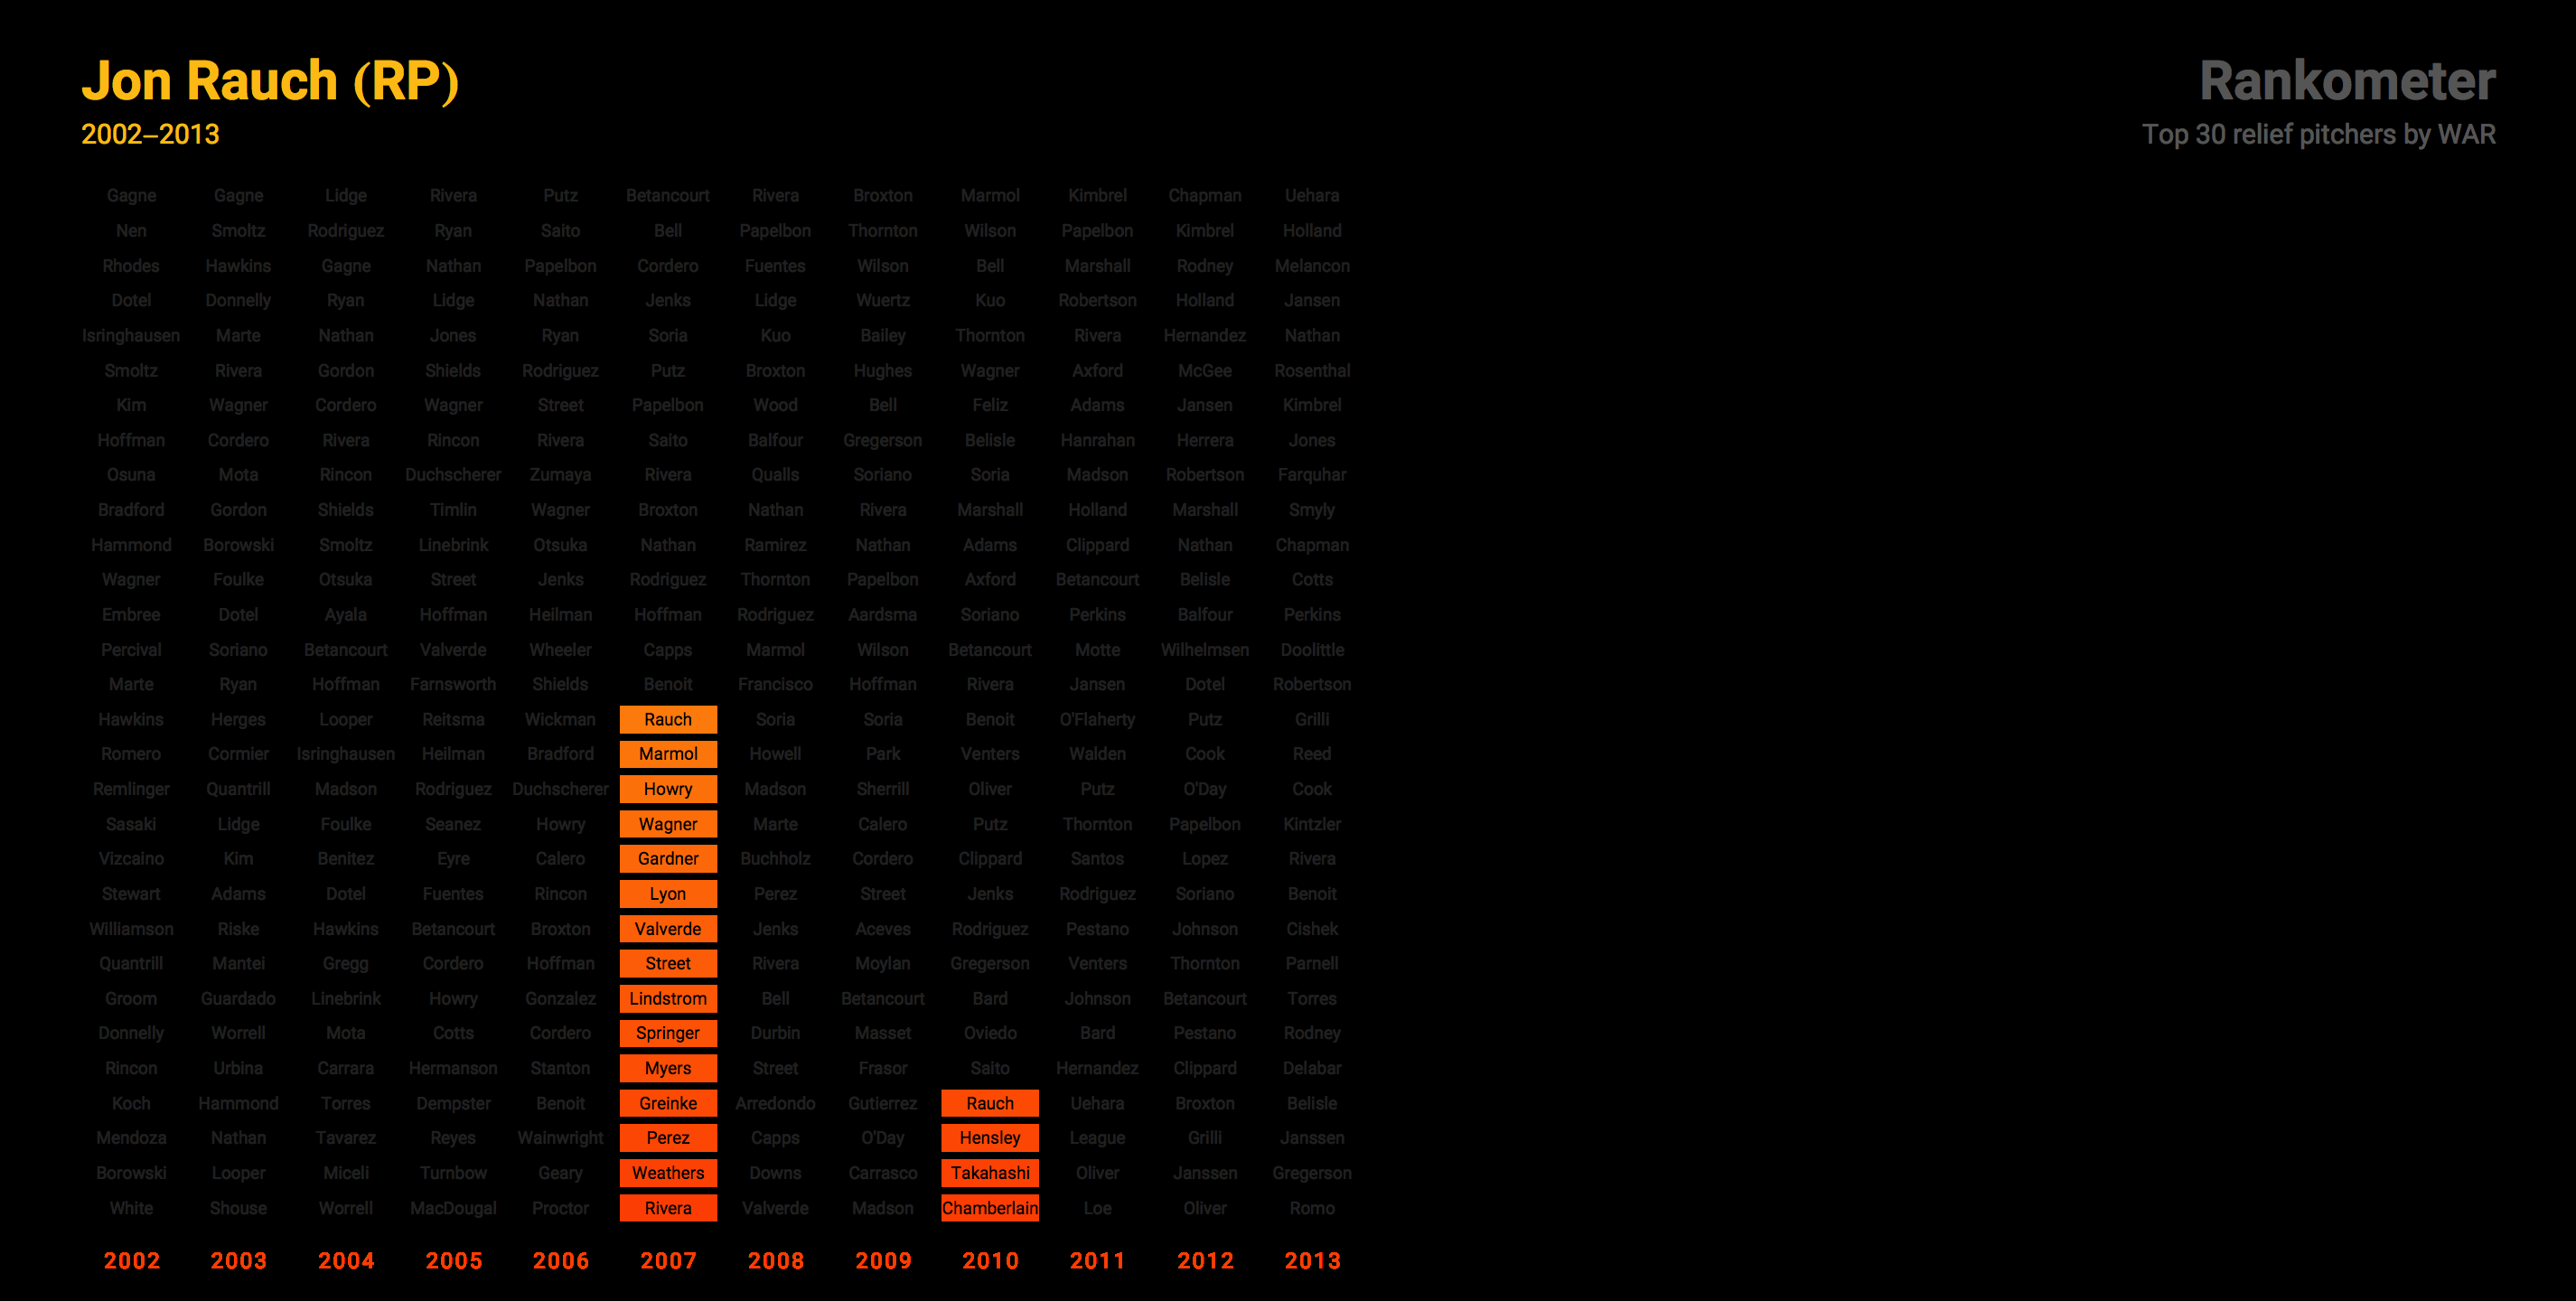 Jon Rauch (RP)
2002–2013
Rankometer
Top 30 relief pitchers by WAR
Gagne Gagne Lidge Rivera Putz Betancourt Rivera Broxton Marmol Kimbrel Chapman Uehara
Nen Smoltz Rodriguez Ryan Saito Bell Papelbon Thornton Wilson Papelbon Kimbrel Holland
Rhodes Hawkins Gagne Nathan Papelbon Cordero Fuentes Wilson Bell Marshall Rodney Melancon
Dotel Donnelly Ryan Lidge Nathan Jenks Lidge Wuertz Kuo Robertson Holland Jansen
Isringhausen Marte Nathan Jones Ryan Soria Kuo Bailey Thornton Rivera Hernandez Nathan
Smoltz Rivera Gordon Shields Rodriguez Putz Broxton Hughes Wagner Axford McGee Rosenthal
Kim Wagner Cordero Wagner Street Papelbon Wood Bell Feliz Adams Jansen Kimbrel
Hoffman Cordero Rivera Rincon Rivera Saito Balfour Gregerson Belisle Hanrahan Herrera Jones
Osuna Mota Rincon Duchscherer Zumaya Rivera Qualls Soriano Soria Madson Robertson Farquhar
Bradford Gordon Shields Timlin Wagner Broxton Nathan Rivera Marshall Holland Marshall Smyly
Hammond Borowski Smoltz Linebrink Otsuka Nathan Ramirez Nathan Adams Clippard Nathan Chapman
Wagner Foulke Otsuka Street Jenks Rodriguez Thornton Papelbon Axford Betancourt Belisle Cotts
Embree Dotel Ayala Hoffman Heilman Hoffman Rodriguez Aardsma Soriano Perkins Balfour Perkins
Percival Soriano Betancourt Valverde Wheeler Capps Marmol Wilson Betancourt Motte Wilhelmsen Doolittle
Marte Ryan Hoffman Farnsworth Shields Benoit Francisco Hoffman Rivera Jansen Dotel Robertson
Hawkins Herges Looper Reitsma Wickman Rauch Soria Soria Benoit O'Flaherty Putz Grilli
Romero Cormier Isringhausen Heilman Bradford Marmol Howell Park Venters Walden Cook Reed
Remlinger Quantrill Madson Rodriguez Duchscherer Howry Madson Sherrill Oliver Putz O'Day Cook
Sasaki Lidge Foulke Seanez Howry Wagner Marte Calero Putz Thornton Papelbon Kintzler
Vizcaino Kim Benitez Eyre Calero Gardner Buchholz Cordero Clippard Santos Lopez Rivera
Stewart Adams Dotel Fuentes Rincon Lyon Perez Street Jenks Rodriguez Soriano Benoit
Williamson Riske Hawkins Betancourt Broxton Valverde Jenks Aceves Rodriguez Pestano Johnson Cishek
Quantrill Mantei Gregg Cordero Hoffman Street Rivera Moylan Gregerson Venters Thornton Parnell
Groom Guardado Linebrink Howry Gonzalez Lindstrom Bell Betancourt Bard Johnson Betancourt Torres
Donnelly Worrell Mota Cotts Cordero Springer Durbin Masset Oviedo Bard Pestano Rodney
Rincon Urbina Carrara Hermanson Stanton Myers Street Frasor Saito Hernandez Clippard Delabar
Koch Hammond Torres Dempster Benoit Greinke Arredondo Gutierrez Rauch Uehara Broxton Belisle
Mendoza Nathan Tavarez Reyes Wainwright Perez Capps O'Day Hensley League Grilli Janssen
Borowski Looper Miceli Turnbow Geary Weathers Downs Carrasco Takahashi Oliver Janssen Gregerson
White Shouse Worrell MacDougal Proctor Rivera Valverde Madson Chamberlain Loe Oliver Romo
2002 2003 2004 2005 2006 2007 2008 2009 2010 2011 2012 2013